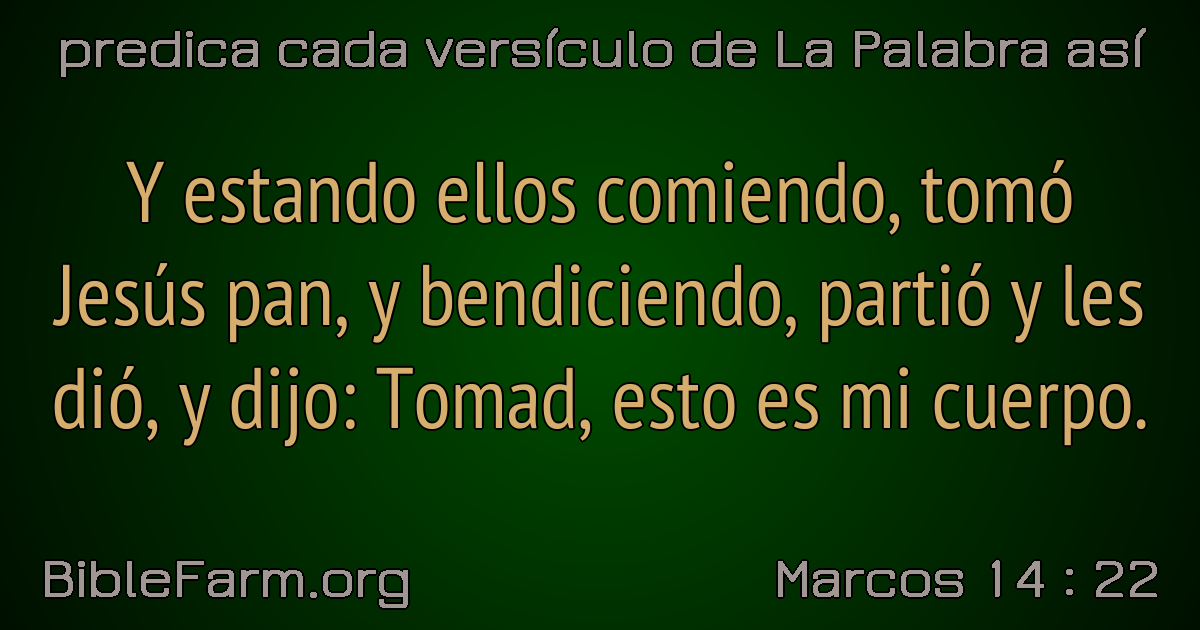 predica cada versículo de La Palabra así
Y estando ellos comiendo, tomó
Jesús pan, y bendiciendo, partió y les
dió, y dijo: Tomad, esto es mi cuerpo.
BibleFarm.org
Marcos 14 : 22